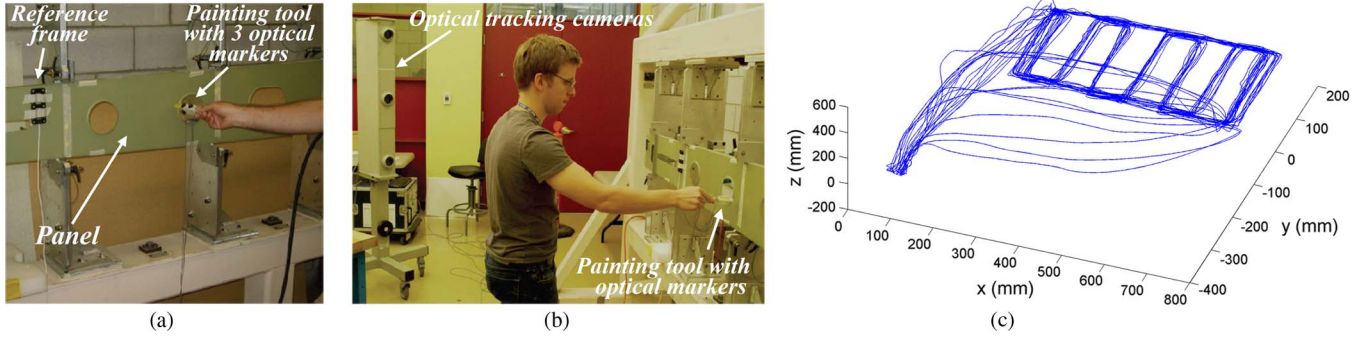 Reference
frame
Painting tool
with 3 optical
markers
Panel
(a)
Optical tracking cameras
Painting tool with
optical markers
(b)
z (mm)
600
400
200
0
-200
0
100
200
300
400
500
600
700
800
x (mm)
-400
-300
-200
-100
0
100
200
y (mm)
(c)